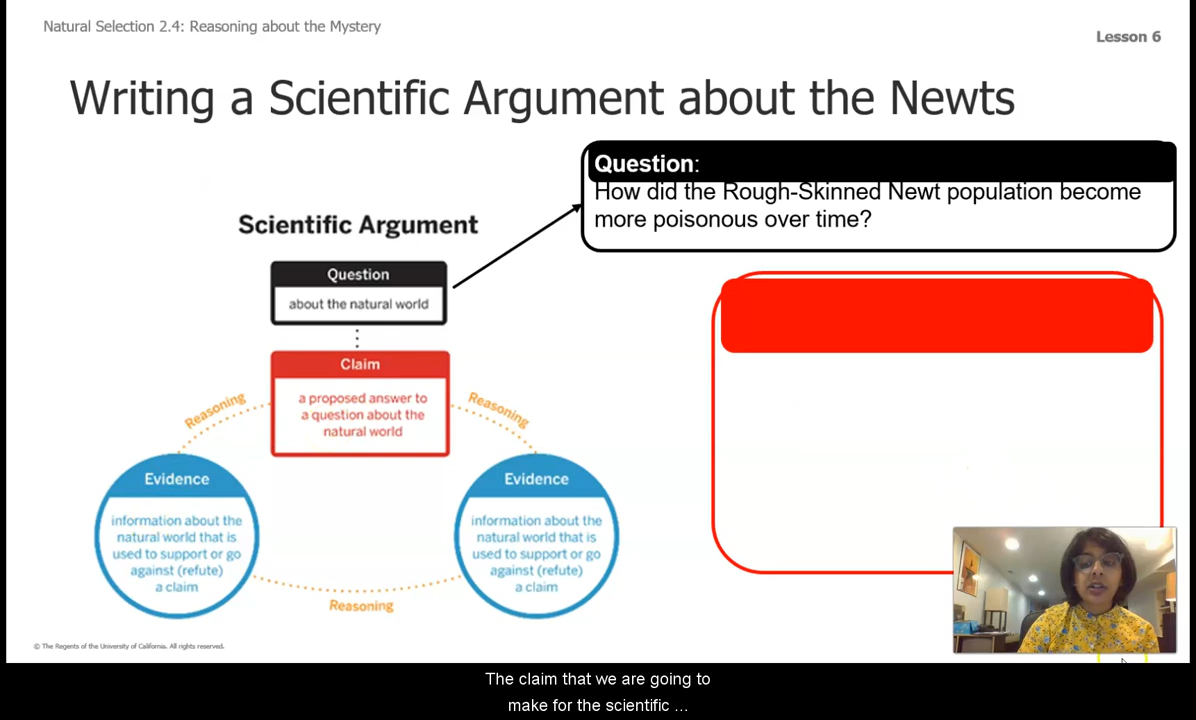 Natural Selection 2.4: Reasoning about the Mystery
Lesson 6
Writing a Scientific Argument about the Newts
Question:
How did the Rough-Skinned Newt population become
more poisonous over time?
Scientific Argument
Question
about the natural world
Claim
a proposed answer to
a question about the
natural world
Reasoning
Reasoning
Evidence
information about the
natural world that is
used to support or go
against (refute)
a claim
Evidence
information about the
natural world that is
used to support or go
against (refute)
a claim
Reasoning
© The Regents of the University of California. All rights reserved.
The claim that we are going to
make for the scientific ...